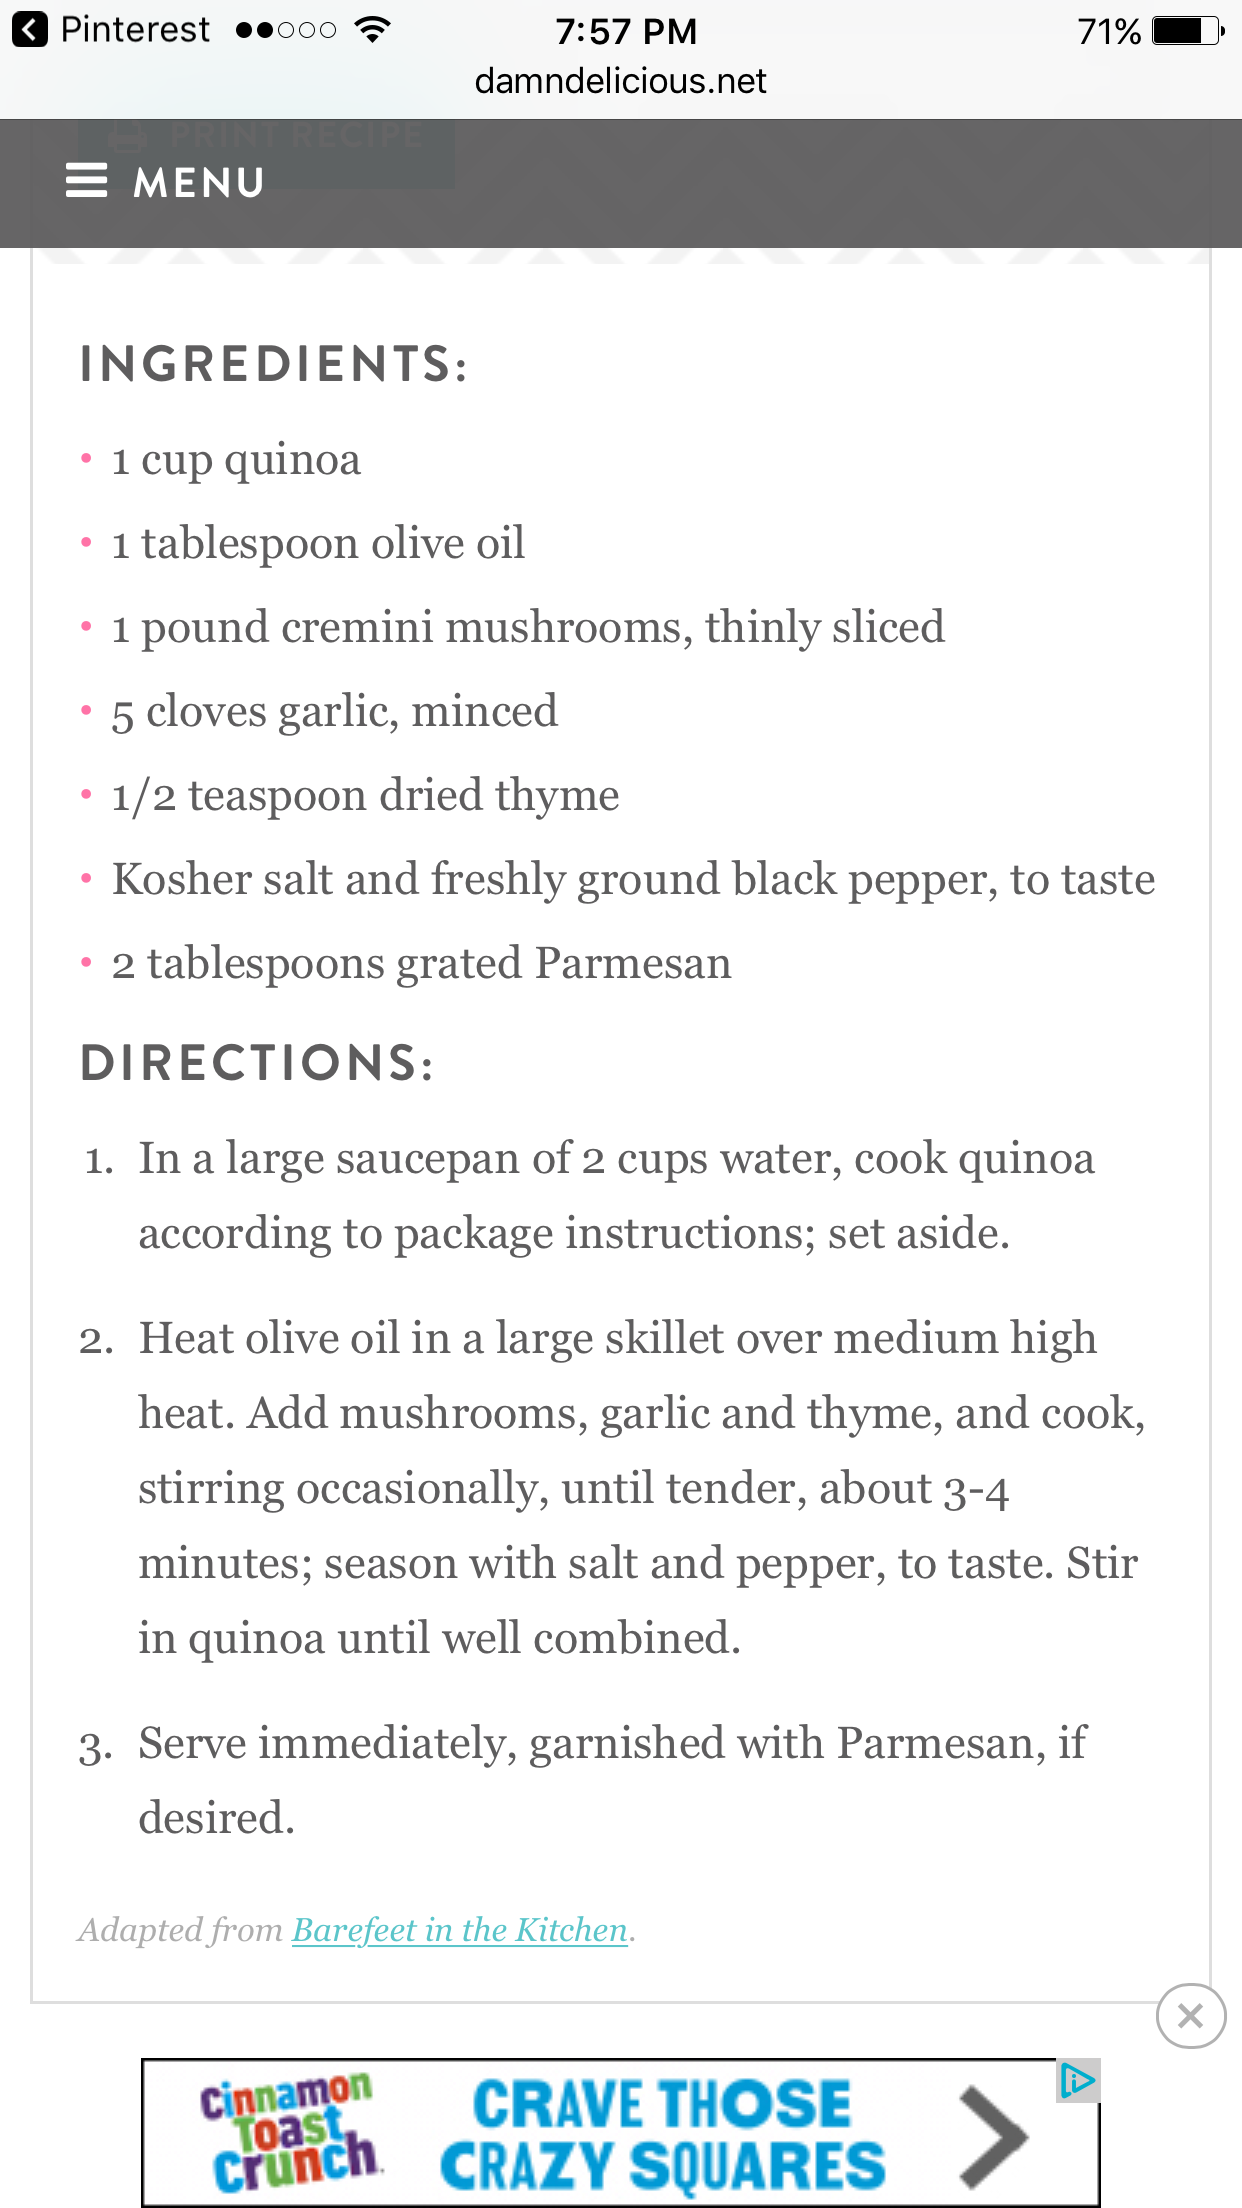 Pinterest
7:57 PM
71%
damndelicious.net
PRINT RECIPE
MENU
INGREDIENTS:
• 1 cup quinoa
• 1 tablespoon olive oil
• 1 pound cremini mushrooms, thinly sliced
• 5 cloves garlic, minced
• 1/2 teaspoon dried thyme
• Kosher salt and freshly ground black pepper, to taste
• 2 tablespoons grated Parmesan
DIRECTIONS:
1. In a large saucepan of 2 cups water, cook quinoa
according to package instructions; set aside.
2. Heat olive oil in a large skillet over medium high
heat. Add mushrooms, garlic and thyme, and cook,
stirring occasionally, until tender, about 3-4
minutes; season with salt and pepper, to taste. Stir
in quinoa until well combined.
3. Serve immediately, garnished with Parmesan, if
desired.
Adapted from Barefeet in the Kitchen.
Cinnamon
Toast
Crunch
CRAVE THOSE
CRAZY SQUARES